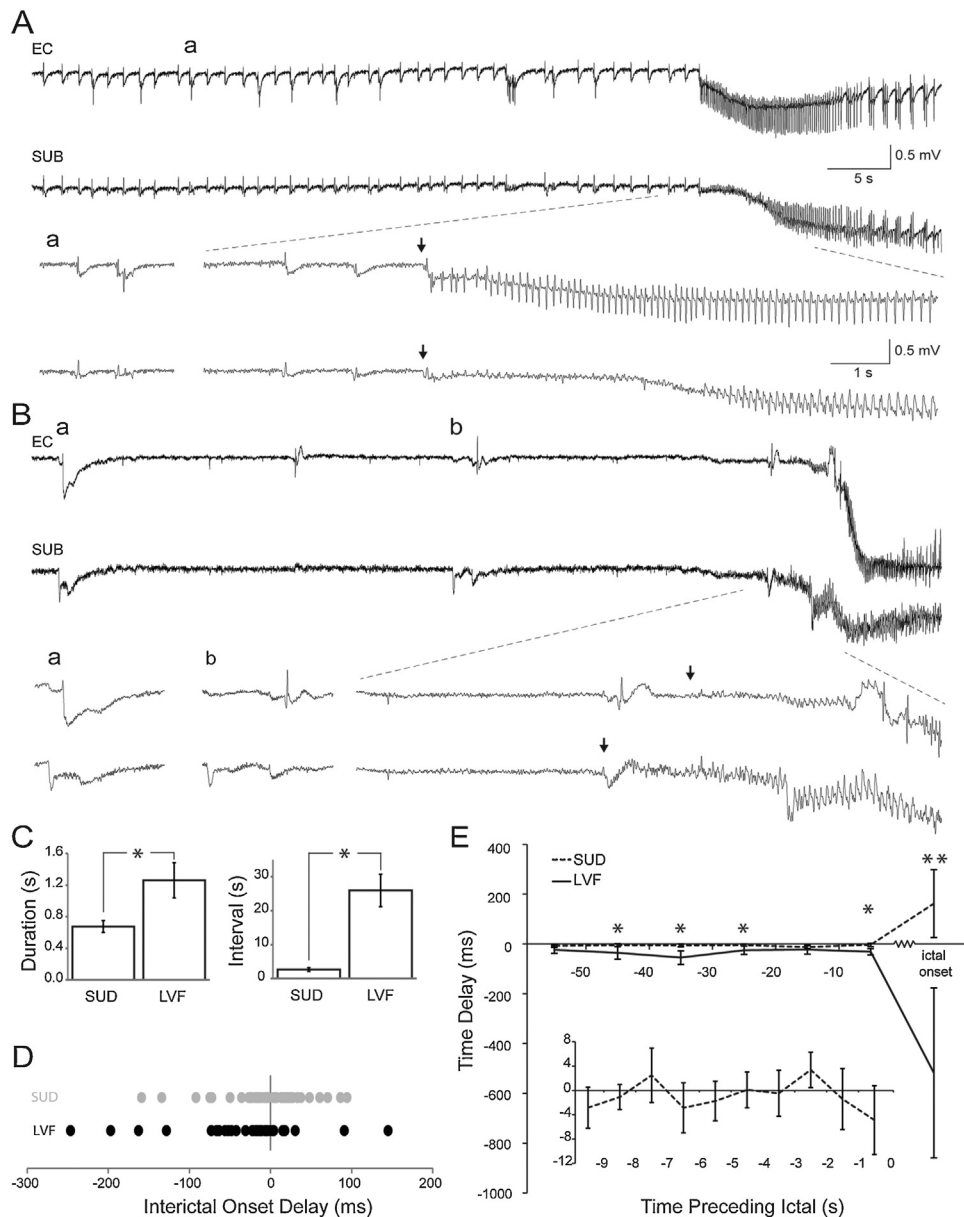 A
EC
a
0.5 mV
5 s
SUB
a
0.5 mV
1 s
B
a
b
EC
SUB
a
b
C
*
Duration (s)
1.6
1.2
0.8
0.4
0.0
SUD
LVF
*
Interval (s)
30
20
10
0
SUD
LVF
D
SUD
LVF
-300
-200
-100
0
100
200
Interictal Onset Delay (ms)
E
SUD
LVF
400
200
0
-200
-400
-600
-800
-1000
Time Delay (ms)
*
*
*
*
**
-50
-40
-30
-20
-10
ictal
onset
8
4
0
-4
-8
-12
-9
-8
-7
-6
-5
-4
-3
-2
-1
0
Time Preceding Ictal (s)